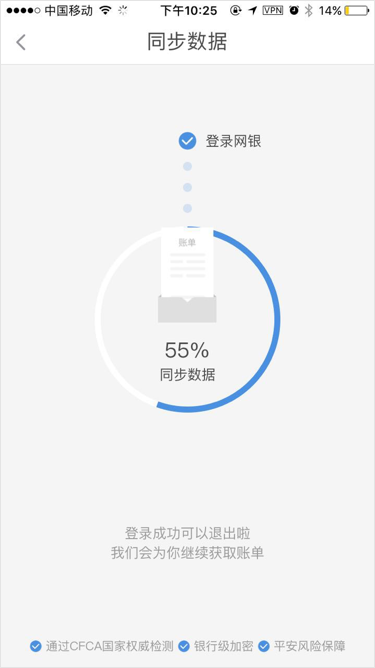 中国移动 下午10:25 VPN 14%
同步数据
登录网银
账单
55%
同步数据
登录成功可以退出啦
我们会为你继续获取账单
通过CFCA国家权威检测 银行级加密 平安风险保障